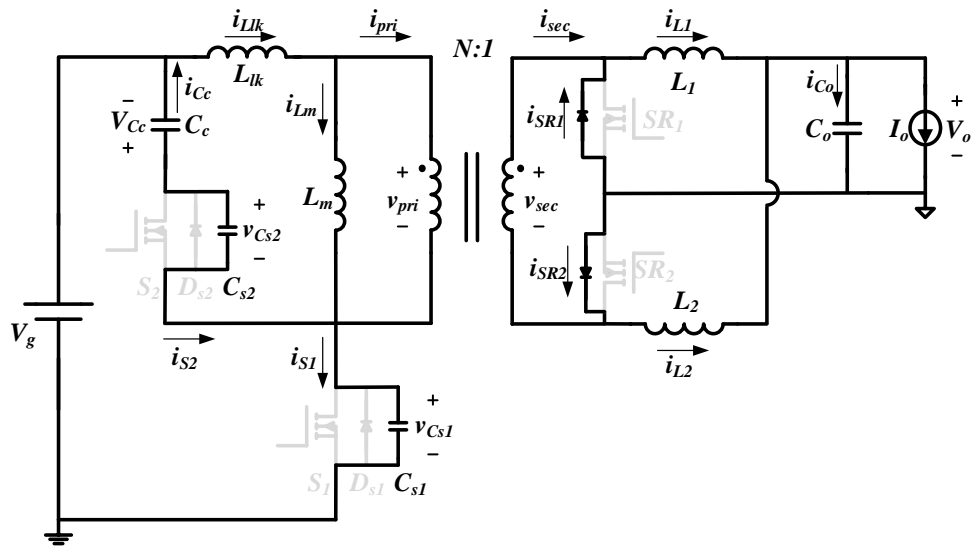 i_Llk
i_pri
N:1
i_sec
i_L1
L_lk
L_1
i_Cc
i_Lm
i_Co
V_Cc
C_c
−
+
i_SR1
SR_1
C_o
I_o
V_o
+
−
L_m
v_pri
+
−
v_sec
+
−
v_Cs2
+
−
S_2
D_s2
C_s2
i_SR2
SR_2
L_2
V_g
i_S2
i_S1
i_L2
v_Cs1
+
−
S_1
D_s1
C_s1